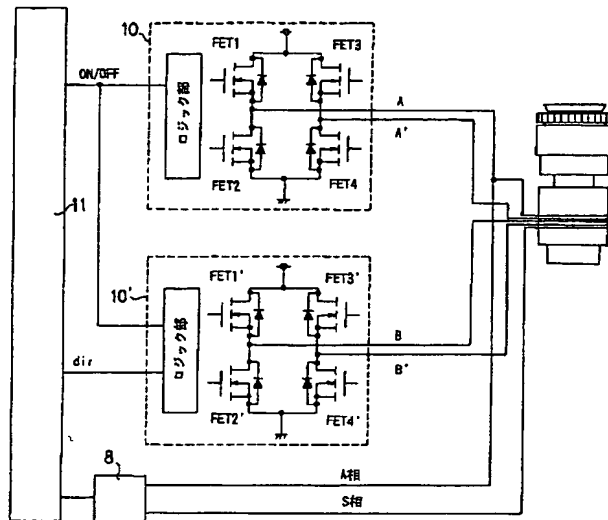 10
FET1
FET3
ON/OFF
ロジック部
A
A'
FET2
FET4
11
10'
FET1'
FET3'
ロジック部
B
dir
B'
FET2'
FET4'
8
A相
S相